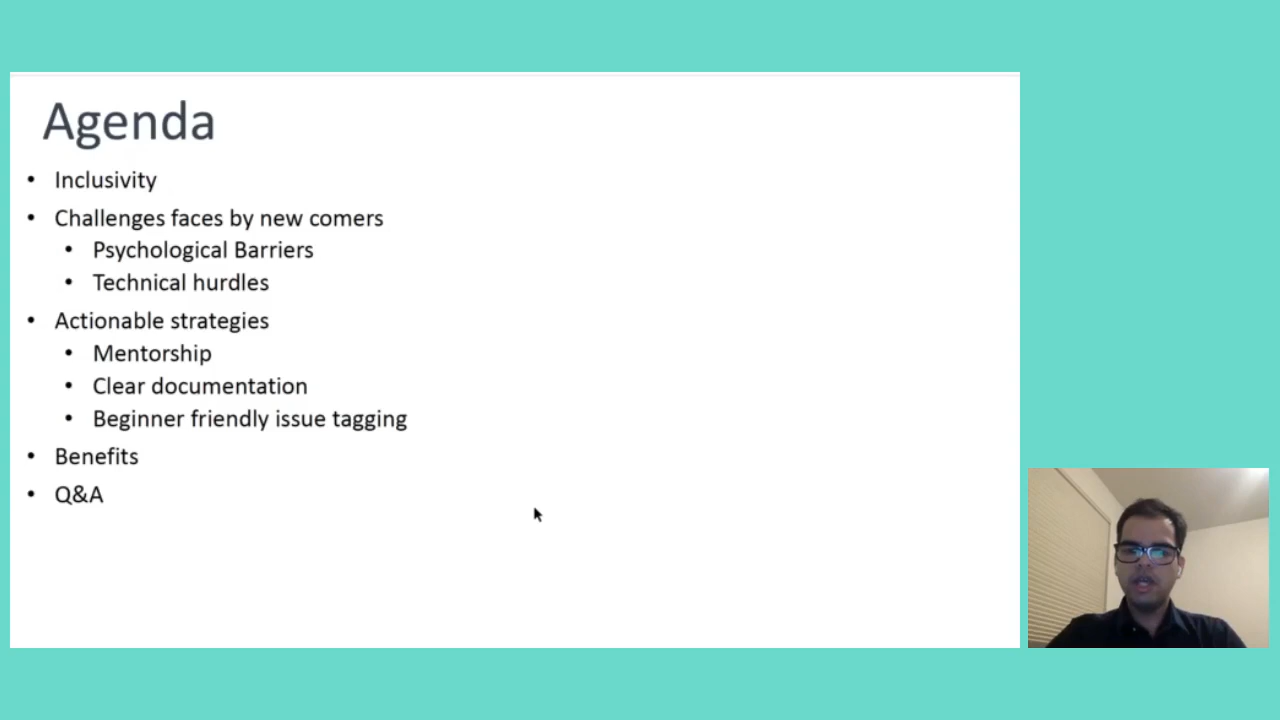 Agenda
• Inclusivity
• Challenges faces by new comers
• Psychological Barriers
• Technical hurdles
• Actionable strategies
• Mentorship
• Clear documentation
• Beginner friendly issue tagging
• Benefits
• Q&A